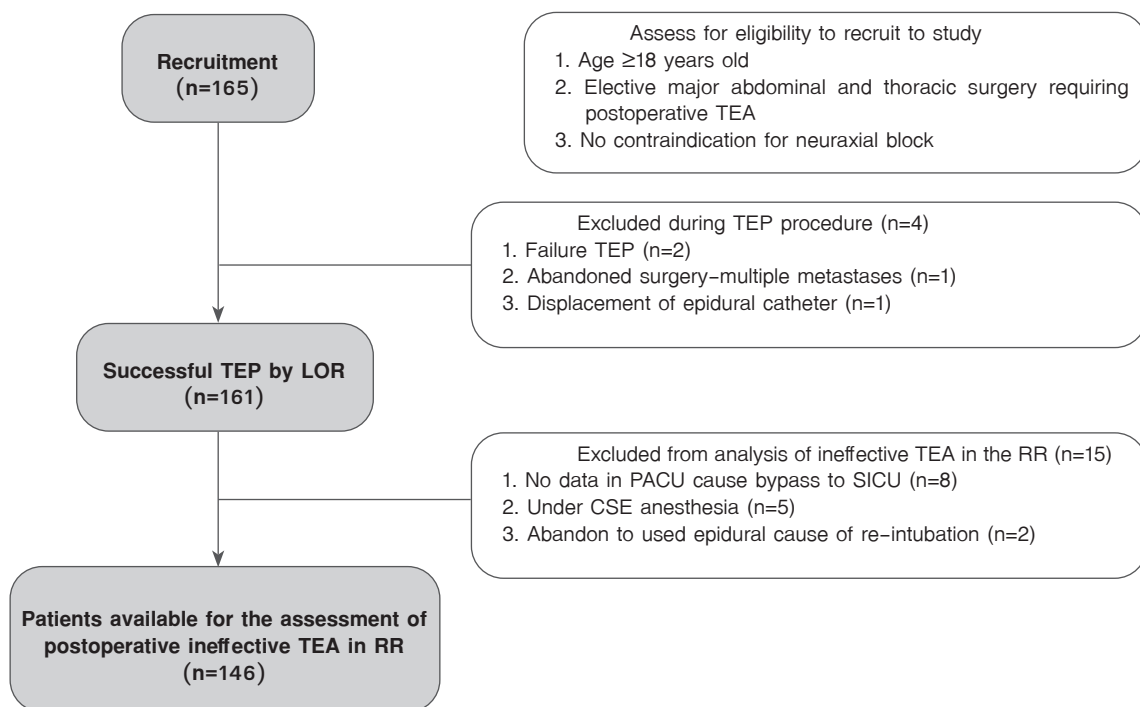 Recruitment
(n=165)
Assess for eligibility to recruit to study
1. Age ≥18 years old
2. Elective major abdominal and thoracic surgery requiring
postoperative TEA
3. No contraindication for neuraxial block
Excluded during TEP procedure (n=4)
1. Failure TEP (n=2)
2. Abandoned surgery-multiple metastases (n=1)
3. Displacement of epidural catheter (n=1)
Successful TEP by LOR
(n=161)
Excluded from analysis of ineffective TEA in the RR (n=15)
1. No data in PACU cause bypass to SICU (n=8)
2. Under CSE anesthesia (n=5)
3. Abandon to used epidural cause of re-intubation (n=2)
Patients available for the assessment of
postoperative ineffective TEA in RR
(n=146)